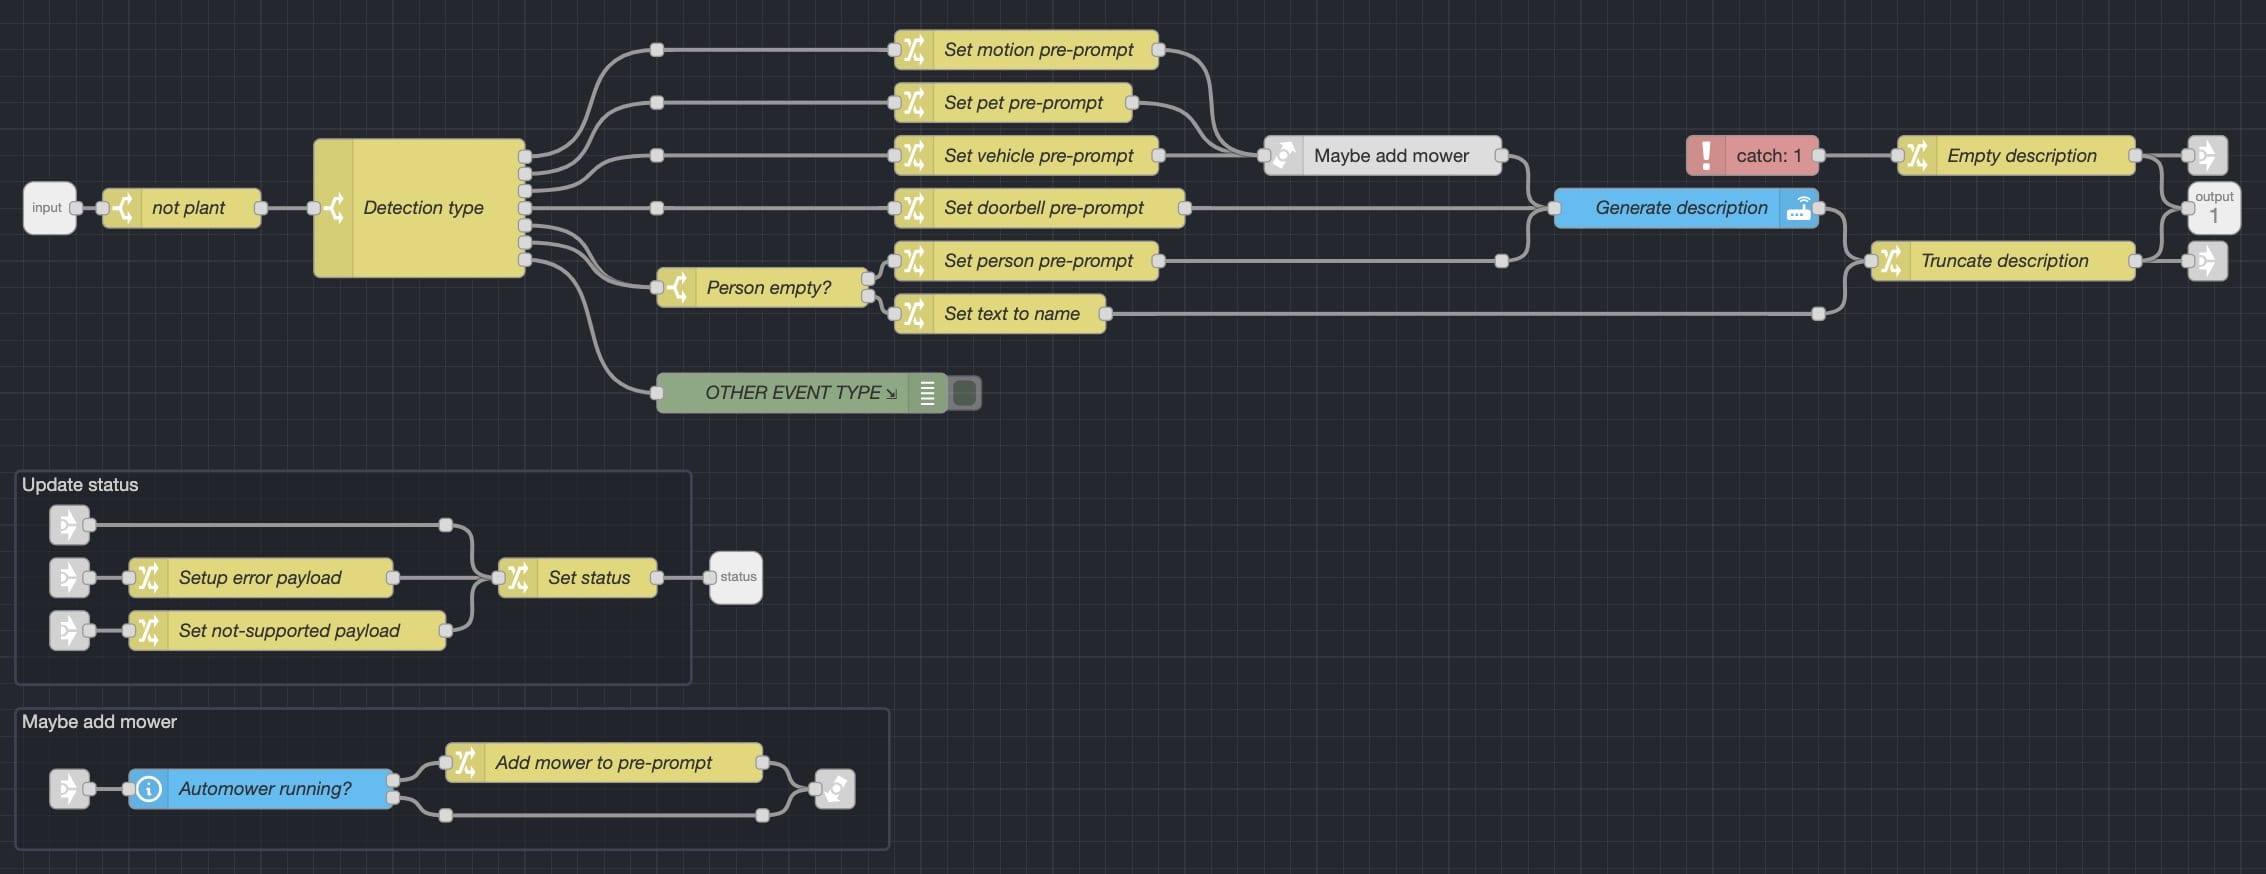 Set motion pre-prompt
Set pet pre-prompt
Set vehicle pre-prompt
Maybe add mower
catch: 1
Empty description
input
not plant
Detection type
Set doorbell pre-prompt
Generate description
output
1
Person empty?
Set person pre-prompt
Truncate description
Set text to name
OTHER EVENT TYPE ⇲
Update status
Setup error payload
Set status
status
Set not-supported payload
Maybe add mower
Add mower to pre-prompt
Automower running?